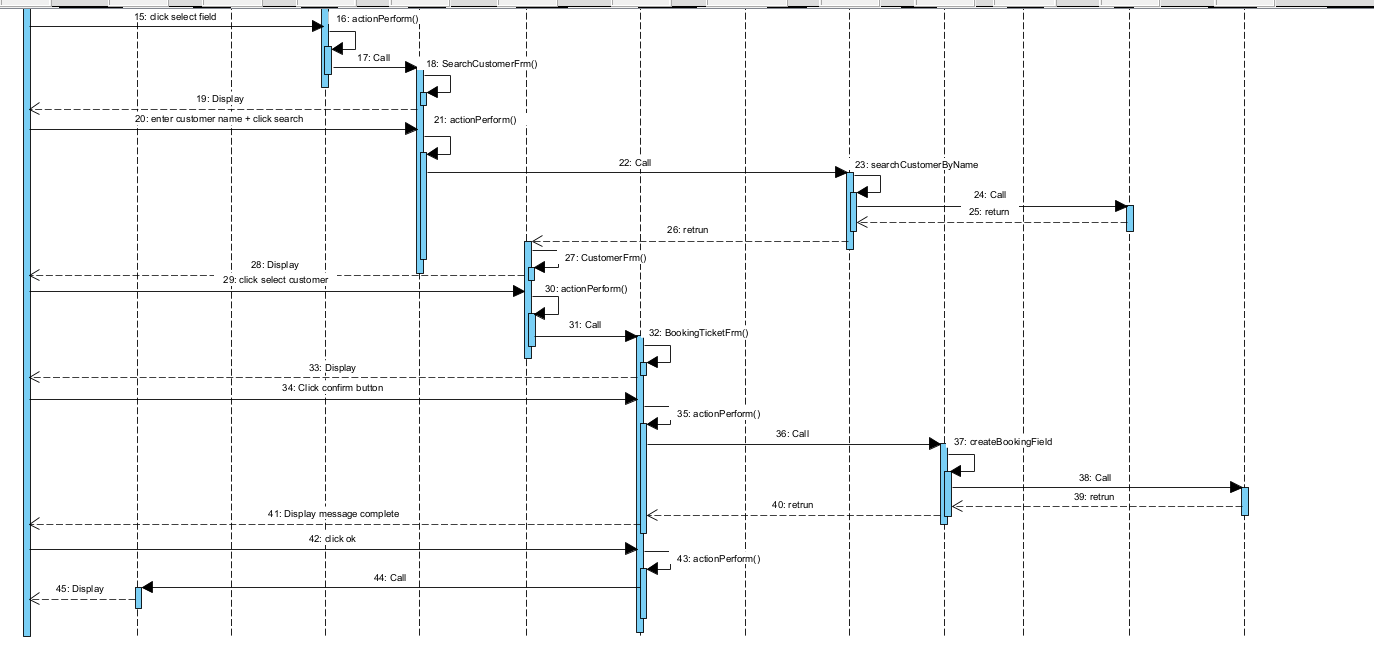 15: click select field
16: actionPerform()
17: Call
18: SearchCustomerFrm()
19: Display
20: enter customer name + click search
21: actionPerform()
22: Call
23: searchCustomerByName
24: Call
25: return
26: retrun
27: CustomerFrm()
28: Display
29: click select customer
30: actionPerform()
31: Call
32: BookingTicketFrm()
33: Display
34: Click confirm button
35: actionPerform()
36: Call
37: createBookingField
38: Call
39: retrun
40: retrun
41: Display message complete
42: click ok
43: actionPerform()
44: Call
45: Display